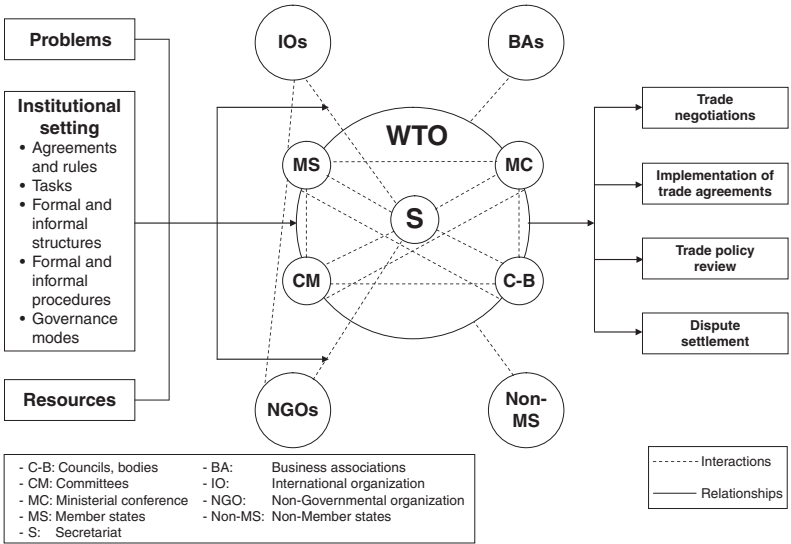 Problems
Institutional
setting
• Agreements
and rules
• Tasks
• Formal and
informal
structures
• Formal and
informal
procedures
• Governance
modes
Resources
IOs
BAs
WTO
MS
MC
S
CM
C-B
NGOs
Non-
MS
Trade
negotiations
Implementation of
trade agreements
Trade policy
review
Dispute
settlement
- C-B: Councils, bodies
- CM: Committees
- MC: Ministerial conference
- MS: Member states
- S: Secretariat
- BA: Business associations
- IO: International organization
- NGO: Non-Governmental organization
- Non-MS: Non-Member states
Interactions
Relationships